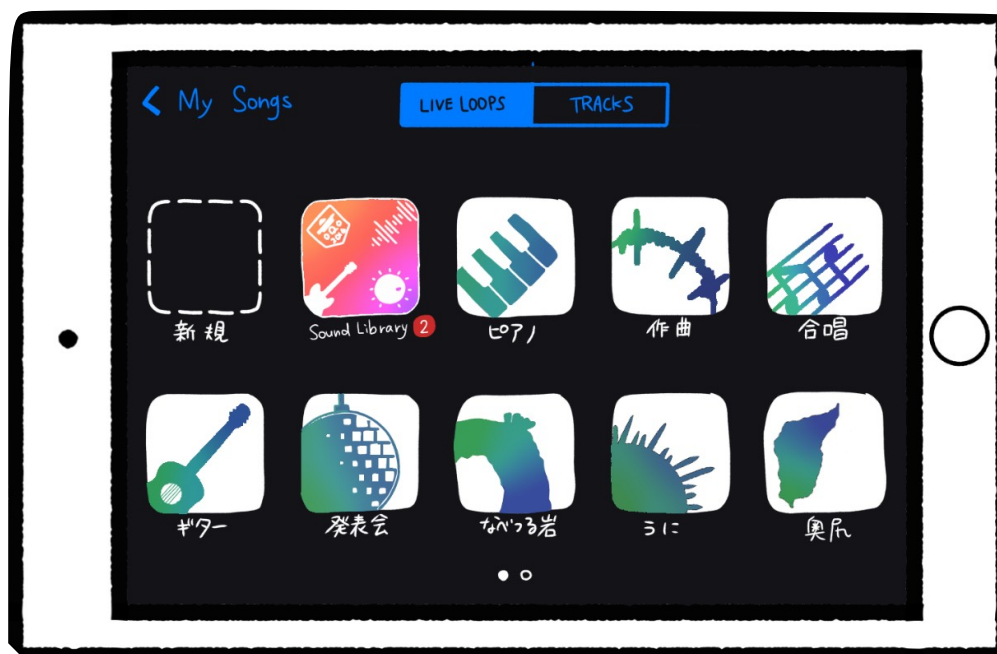 My Songs
LIVE LOOPS
TRACKS
新規
Sound Library 2
ピアノ
作曲
合唱
ギター
発表会
なべつる岩
うに
奥尻